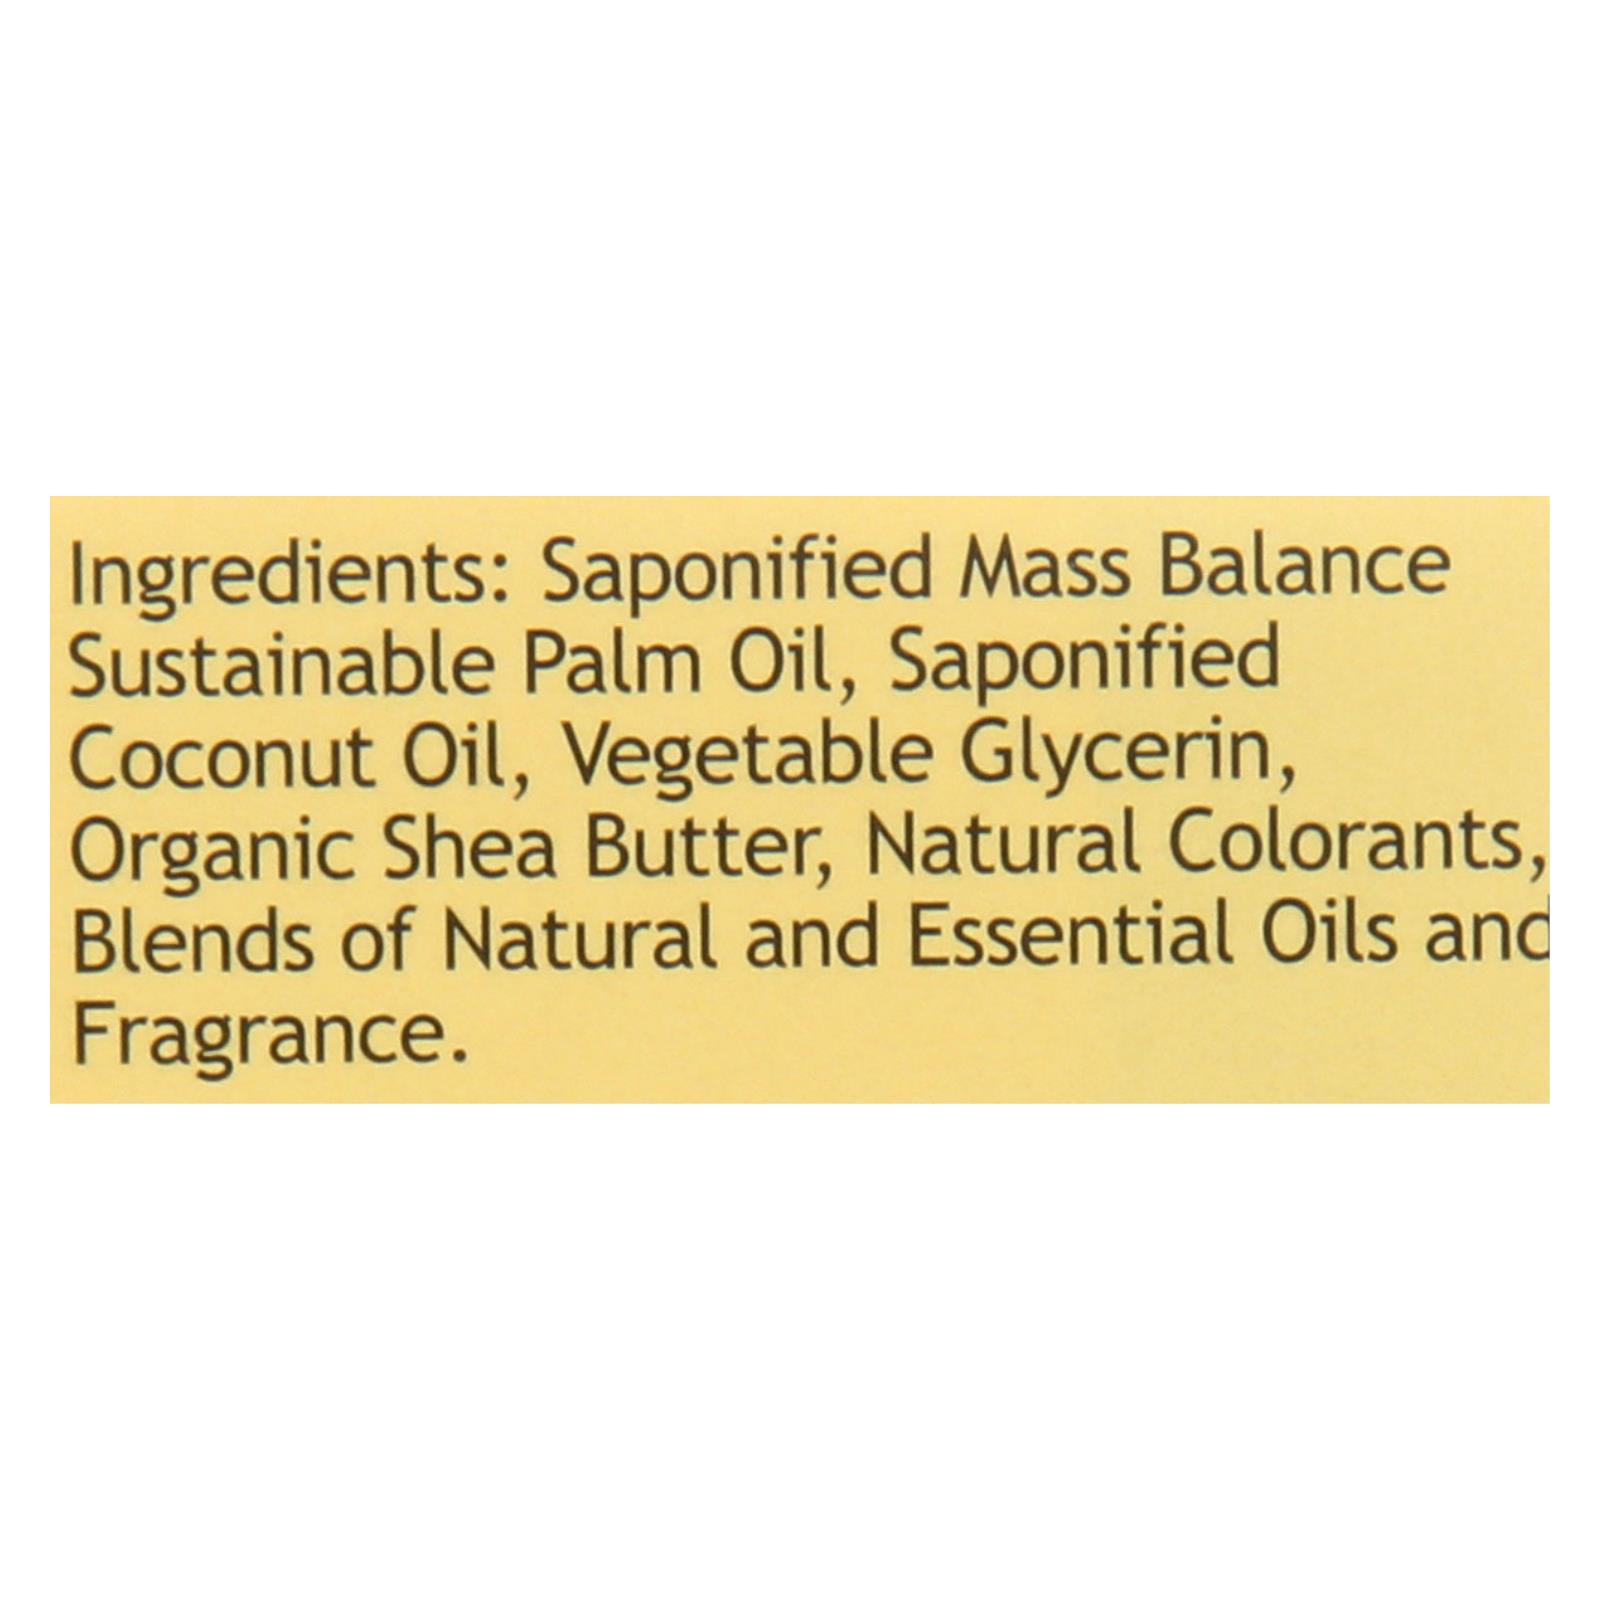 Ingredients: Saponified Mass Balance
Sustainable Palm Oil, Saponified
Coconut Oil, Vegetable Glycerin,
Organic Shea Butter, Natural Colorants,
Blends of Natural and Essential Oils and
Fragrance.